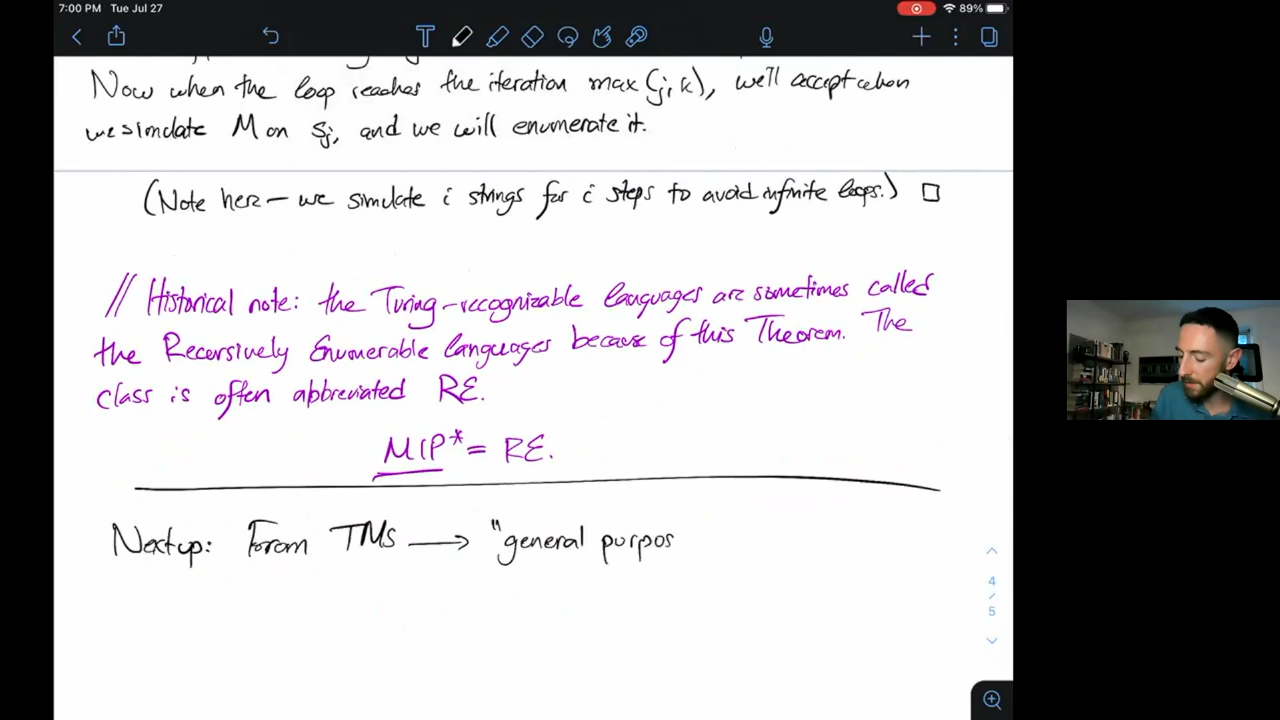 7:00 PM Tue Jul 27
89%
Now when the loop reaches the iteration max(j, k), we'll accept when
we simulate M on sj, and we will enumerate it.
(Note here— we simulate i strings for i steps to avoid infinite loops.) □
// Historical note: the Turing-recognizable languages are sometimes called
the Recursively Enumerable languages because of this Theorem. The
class is often abbreviated RE.
MIP* = RE.
Next up: From TMs → "general purpos
4
/
5